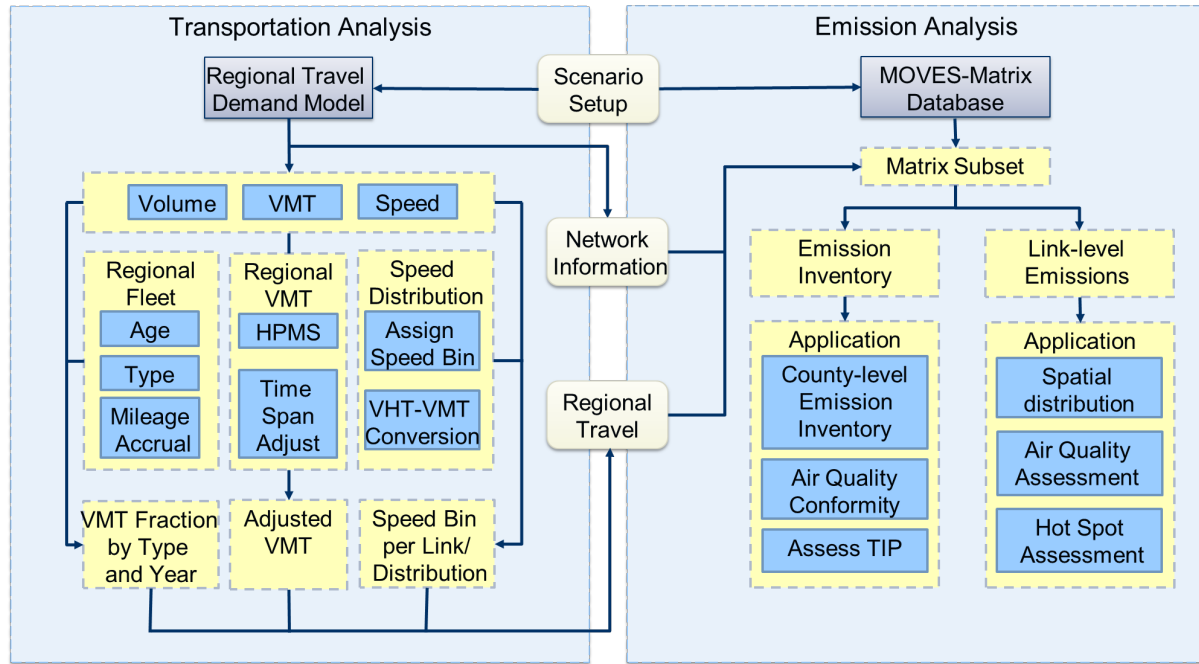 Transportation Analysis
Regional Travel
Demand Model
Volume
VMT
Speed
Regional
Fleet
Age
Type
Mileage
Accrual
Regional
VMT
HPMS
Time
Span
Adjust
Speed
Distribution
Assign
Speed Bin
VHT-VMT
Conversion
VMT Fraction
by Type
and Year
Adjusted
VMT
Speed Bin
per Link/
Distribution
Scenario
Setup
Network
Information
Regional
Travel
Emission Analysis
MOVES-Matrix
Database
Matrix Subset
Emission
Inventory
Application
County-level
Emission
Inventory
Air Quality
Conformity
Assess TIP
Link-level
Emissions
Application
Spatial
distribution
Air Quality
Assessment
Hot Spot
Assessment